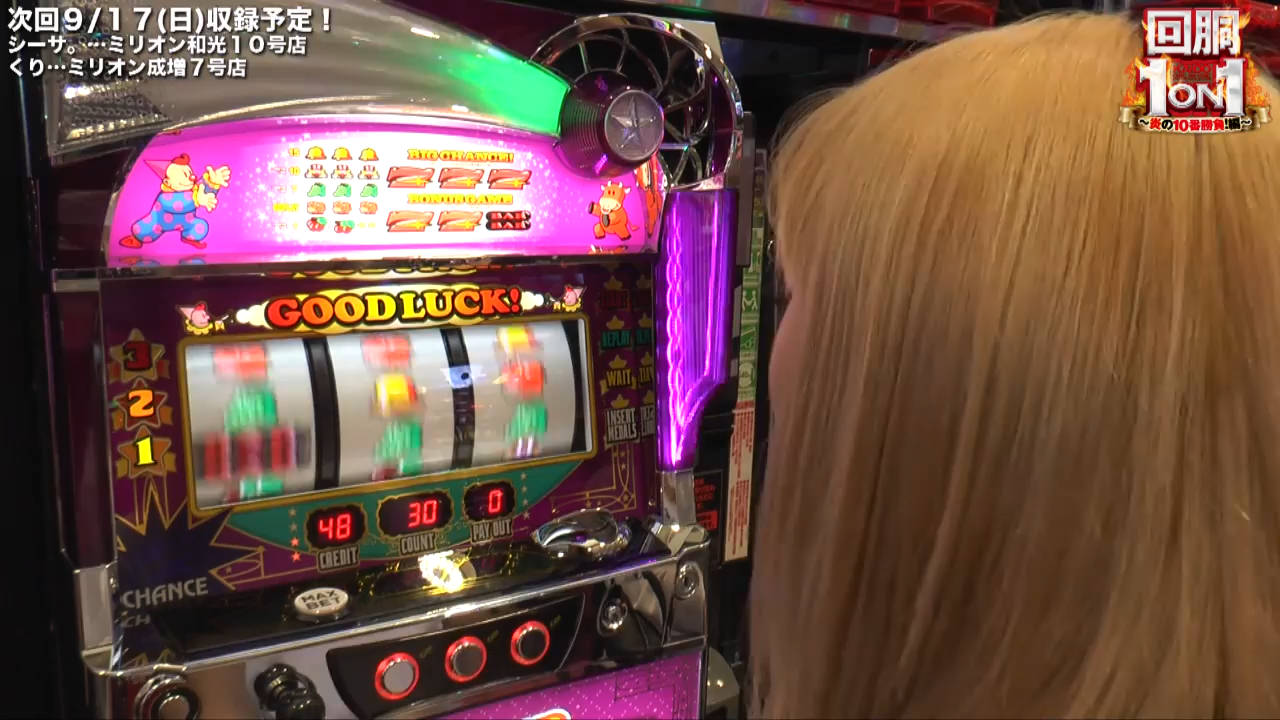 次回9/17(日)収録予定！
シーサ。…ミリオン和光10号店
くり…ミリオン成増7号店
回胴
1ON1
～炎の10番勝負!編～
BIG CHANCE!
BONUS GAME
BAR
BAR
GOOD LUCK!
3
2
1
REPLAY
WAIT
INSERT
MEDALS
48
30
0
CREDIT
COUNT
PAY OUT
CHANCE
MAX
BET